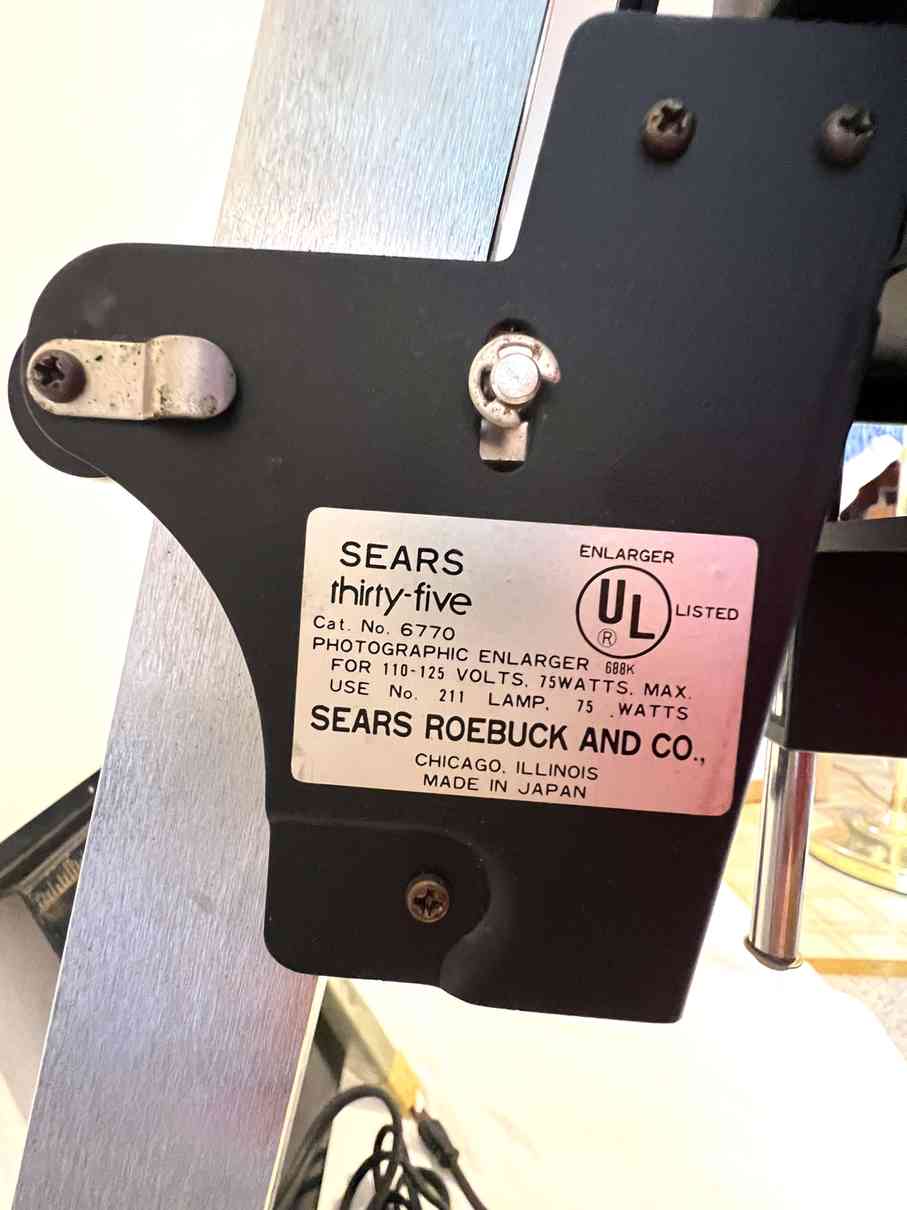 SEARS
thirty-five
Cat. No. 6770
ENLARGER
UL
®
LISTED
688K
PHOTOGRAPHIC ENLARGER
FOR 110-125 VOLTS, 75WATTS, MAX.
USE No. 211 LAMP, 75 .WATTS
SEARS ROEBUCK AND CO.,
CHICAGO, ILLINOIS
MADE IN JAPAN